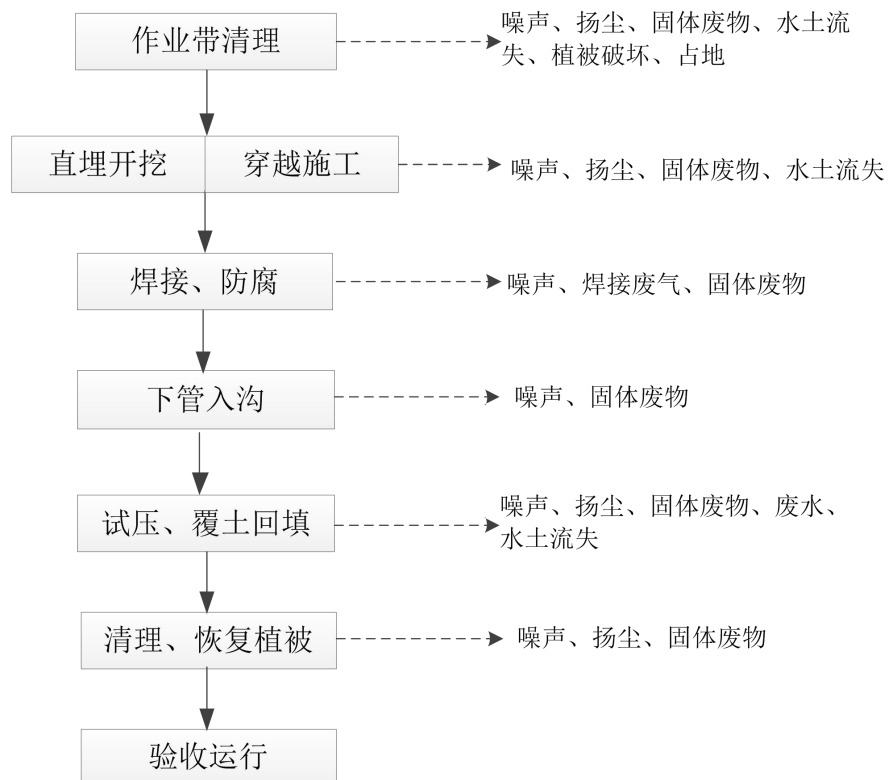 作业带清理
噪声、扬尘、固体废物、水土流
失、植被破坏、占地
直埋开挖
穿越施工
噪声、扬尘、固体废物、水土流失
焊接、防腐
噪声、焊接废气、固体废物
下管入沟
噪声、固体废物
试压、覆土回填
噪声、扬尘、固体废物、废水、
水土流失
清理、恢复植被
噪声、扬尘、固体废物
验收运行